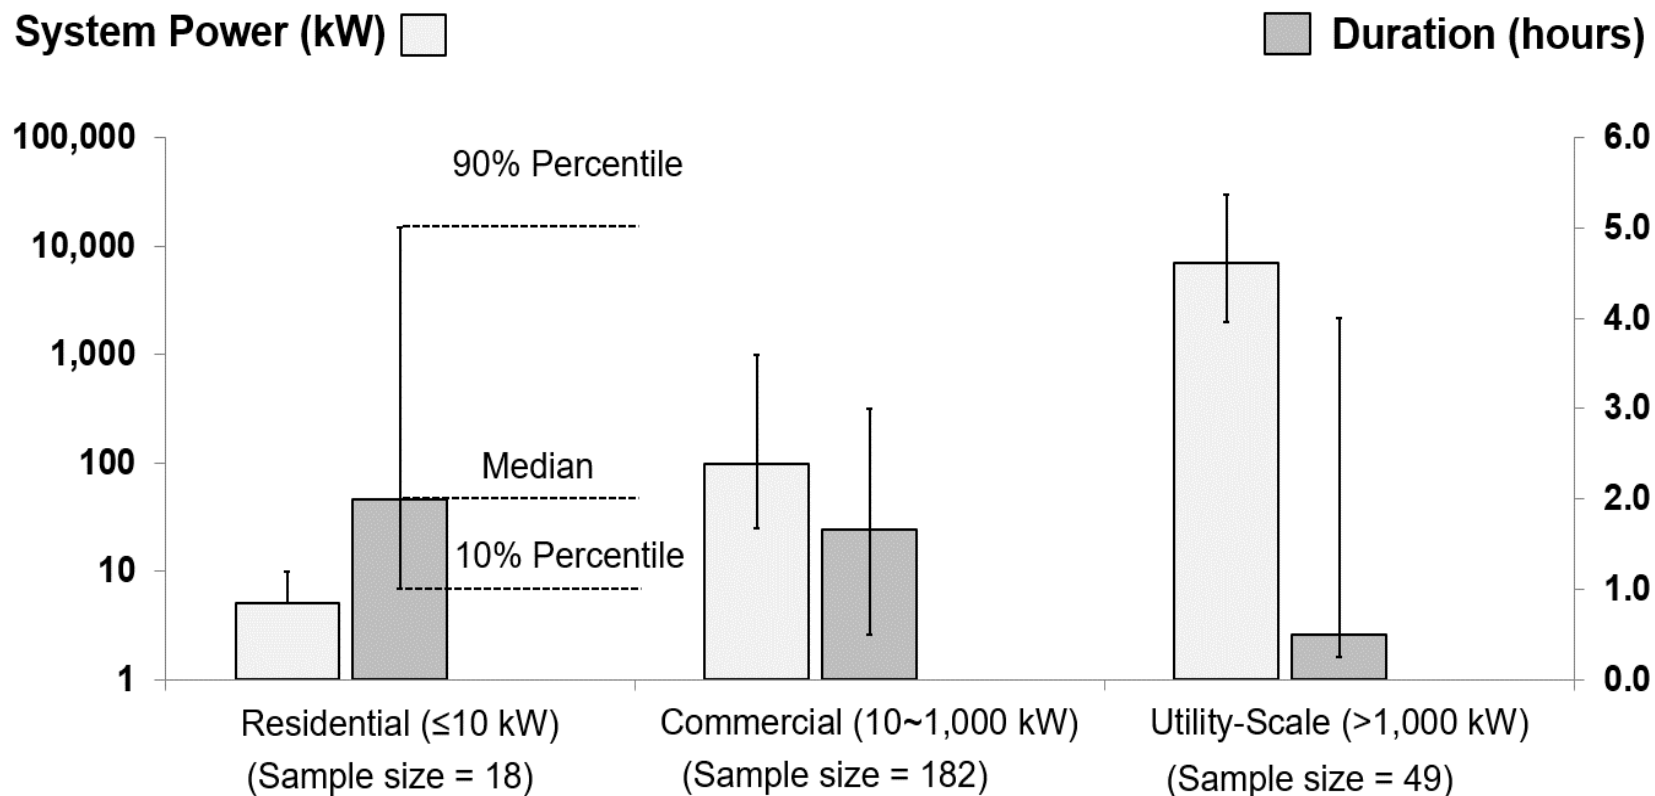 System Power (kW)
Duration (hours)
100,000
10,000
1,000
100
10
1
90% Percentile
Median
10% Percentile
6.0
5.0
4.0
3.0
2.0
1.0
0.0
Residential (≤10 kW)
(Sample size = 18)
Commercial (10~1,000 kW)
(Sample size = 182)
Utility-Scale (>1,000 kW)
(Sample size = 49)